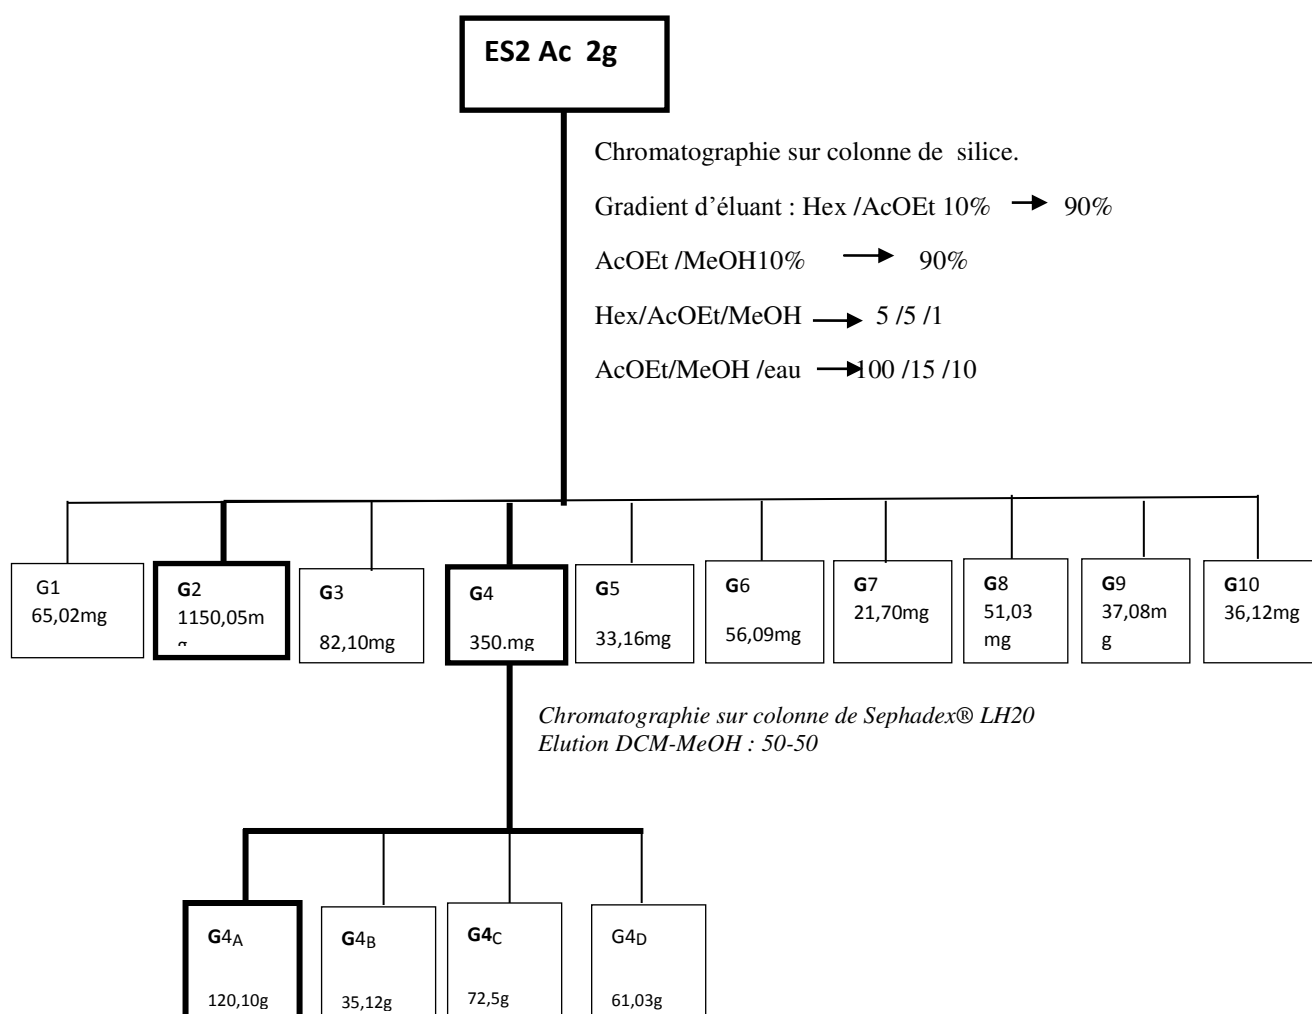 ES2 Ac 2g
Chromatographie sur colonne de silice.
Gradient d'éluant : Hex /AcOEt 10% → 90%
AcOEt /MeOH10% → 90%
Hex/AcOEt/MeOH → 5 /5 /1
AcOEt/MeOH /eau → 100 /15 /10
G1
65,02mg
G2
1150,05m
G3
82,10mg
G4
350.mg
G5
33,16mg
G6
56,09mg
G7
21,70mg
G8
51,03
mg
G9
37,08m
g
G10
36,12mg
Chromatographie sur colonne de Sephadex® LH20
Elution DCM-MeOH : 50-50
G4A
120,10g
G4B
35,12g
G4C
72,5g
G4D
61,03g